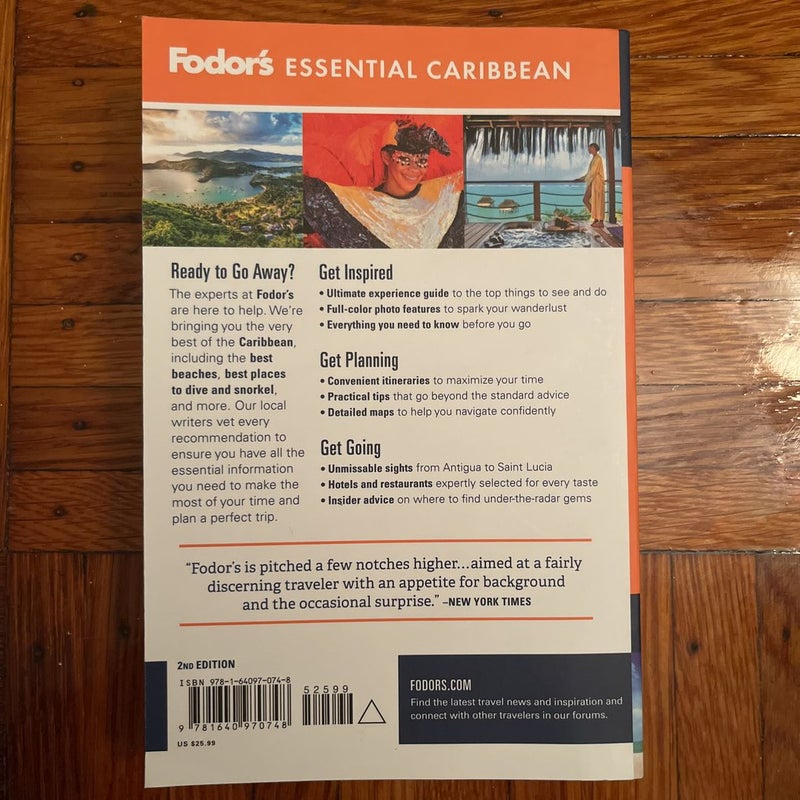 Fodor's ESSENTIAL CARIBBEAN
Ready to Go Away?
The experts at Fodor's
are here to help. We're
bringing you the very
best of the Caribbean,
including the best
beaches, best places
to dive and snorkel,
and more. Our local
writers vet every
recommendation to
ensure you have all the
essential information
you need to make the
most of your time and
plan a perfect trip.
Get Inspired
• Ultimate experience guide to the top things to see and do
• Full-color photo features to spark your wanderlust
• Everything you need to know before you go
Get Planning
• Convenient itineraries to maximize your time
• Practical tips that go beyond the standard advice
• Detailed maps to help you navigate confidently
Get Going
• Unmissable sights from Antigua to Saint Lucia
• Hotels and restaurants expertly selected for every taste
• Insider advice on where to find under-the-radar gems
“Fodor's is pitched a few notches higher...aimed at a fairly
discerning traveler with an appetite for background
and the occasional surprise.” –NEW YORK TIMES
2ND EDITION
ISBN 978-1-64097-074-8
52599
9 781640 970748
US $25.99
FODORS.COM
Find the latest travel news and inspiration and
connect with other travelers in our forums.